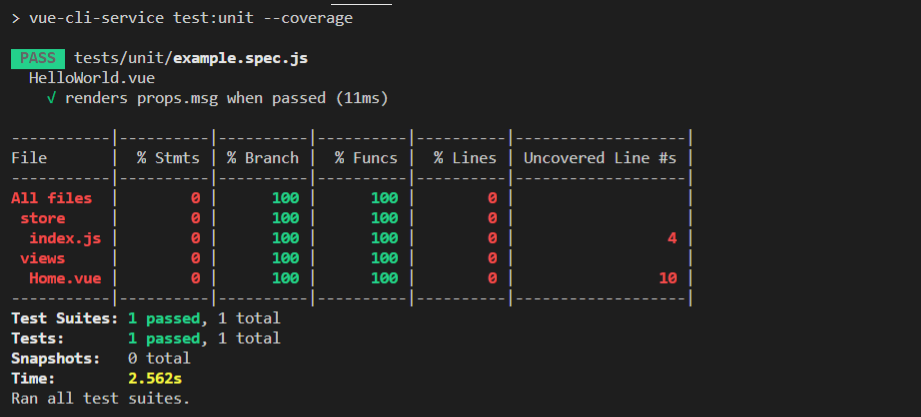 > vue-cli-service test:unit --coverage
PASS tests/unit/example.spec.js
  HelloWorld.vue
    √ renders props.msg when passed (11ms)
-----------|----------|----------|----------|----------|-------------------|
File       |  % Stmts | % Branch |  % Funcs |  % Lines | Uncovered Line #s |
-----------|----------|----------|----------|----------|-------------------|
All files  |        0 |      100 |      100 |        0 |                   |
 store     |        0 |      100 |      100 |        0 |                   |
  index.js |        0 |      100 |      100 |        0 |                 4 |
 views     |        0 |      100 |      100 |        0 |                   |
  Home.vue |        0 |      100 |      100 |        0 |                10 |
-----------|----------|----------|----------|----------|-------------------|
Test Suites: 1 passed, 1 total
Tests:       1 passed, 1 total
Snapshots:   0 total
Time:        2.562s
Ran all test suites.